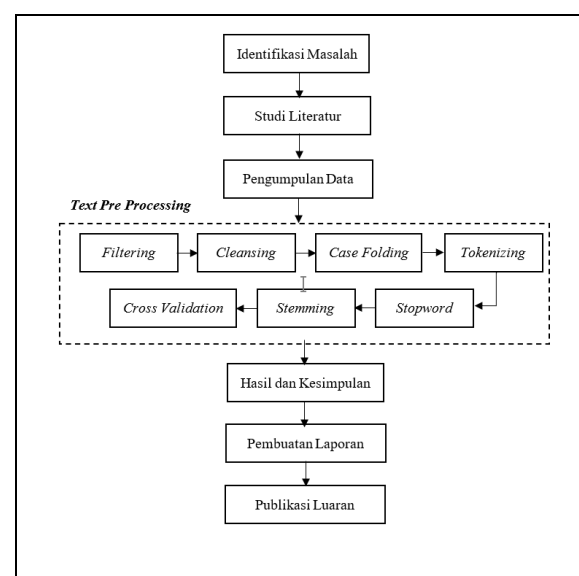 Identifikasi Masalah
Studi Literatur
Pengumpulan Data
Text Pre Processing
Filtering
Cleansing
Case Folding
Tokenizing
Cross Validation
Stemming
Stopword
Hasil dan Kesimpulan
Pembuatan Laporan
Publikasi Luaran